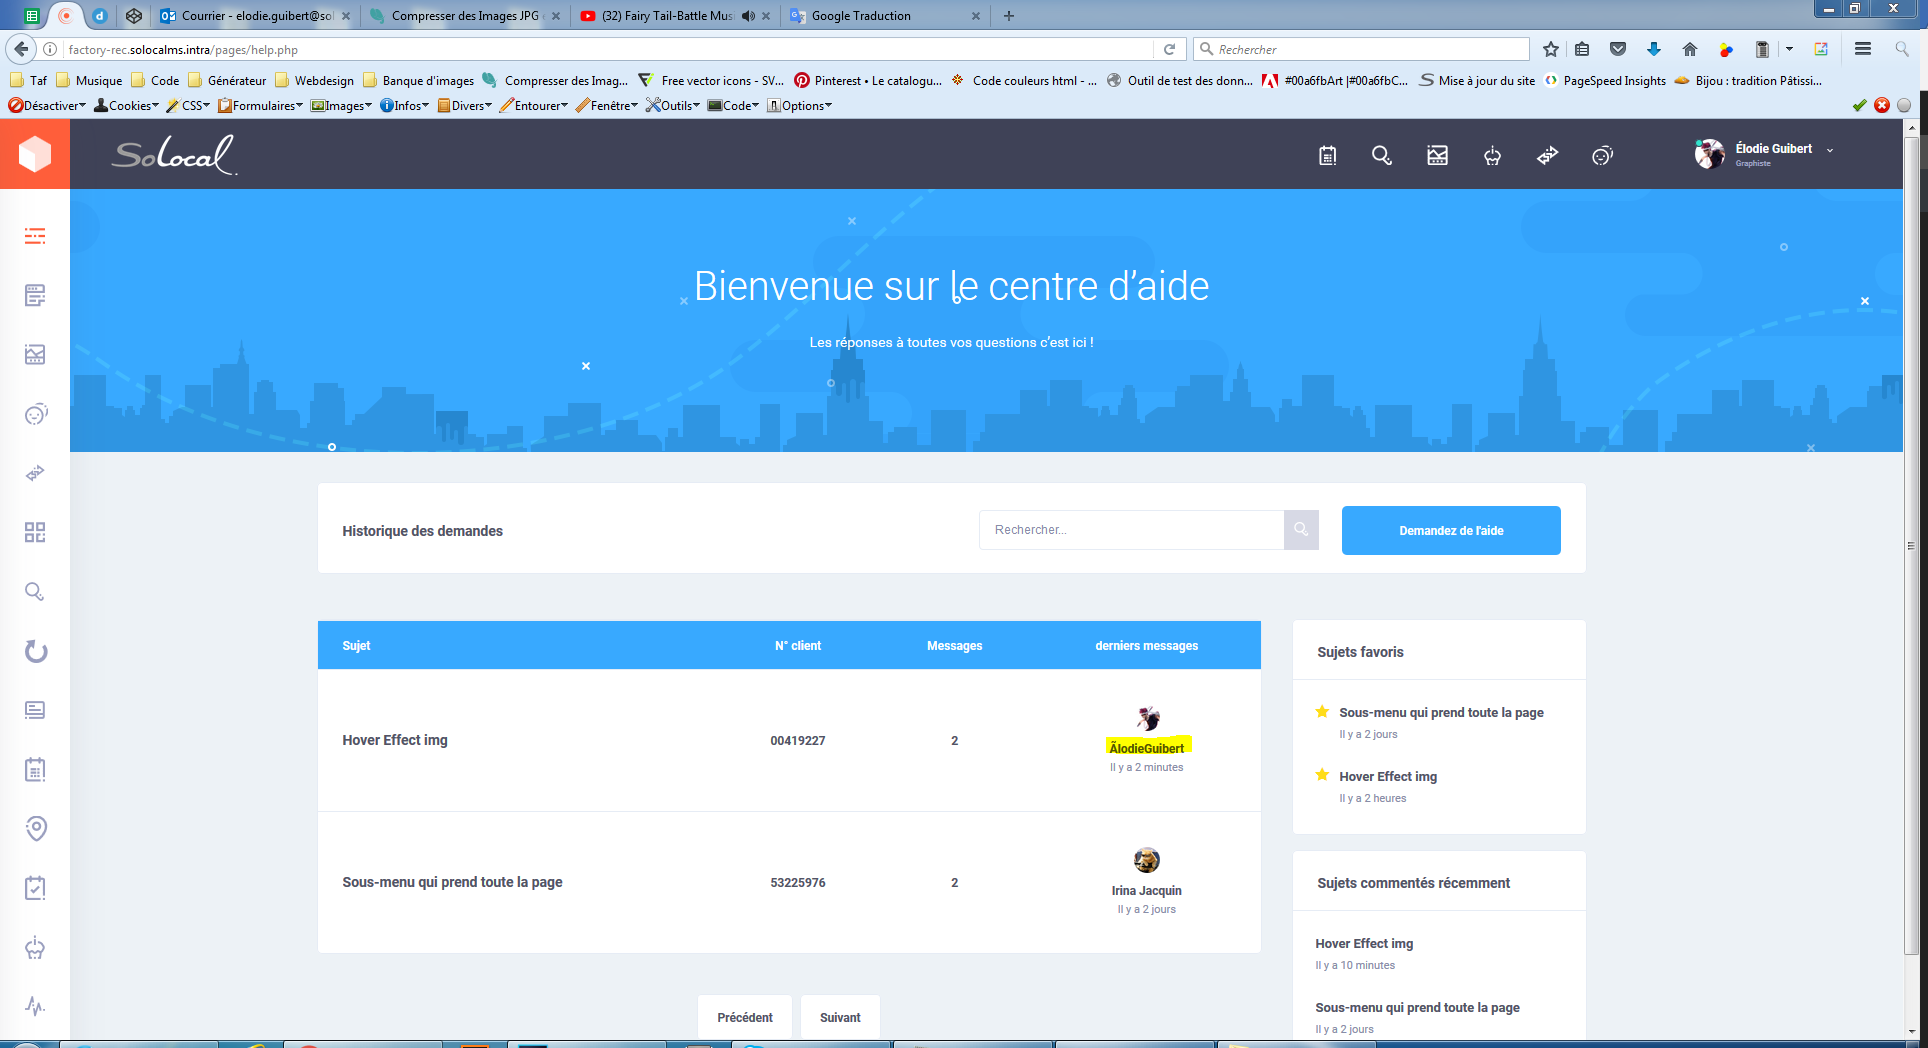 Courrier - elodie.guibert@sol
Compresser des Images JPG e
(32) Fairy Tail-Battle Musi
Google Traduction
factory-rec.solocalms.intra/pages/help.php
Rechercher
Taf
Musique
Code
Générateur
Webdesign
Banque d'images
Compresser des Imag...
Free vector icons - SV...
Pinterest • Le catalogu...
Code couleurs html - ...
Outil de test des donn...
#00a6fbArt |#00a6fbC...
Mise à jour du site
PageSpeed Insights
Bijou : tradition Pâtissi...
Désactiver
Cookies
CSS
Formulaires
Images
Infos
Divers
Entourer
Fenêtre
Outils
Code
Options
SoLocal.
Élodie Guibert
Graphiste
Bienvenue sur le centre d’aide
Les réponses à toutes vos questions c’est ici !
Historique des demandes
Rechercher...
Demandez de l'aide
Sujet
N° client
Messages
derniers messages
Hover Effect img
00419227
2
ÃlodieGuibert
Il y a 2 minutes
Sous-menu qui prend toute la page
53225976
2
Irina Jacquin
Il y a 2 jours
Précédent
Suivant
Sujets favoris
Sous-menu qui prend toute la page
Il y a 2 jours
Hover Effect img
Il y a 2 heures
Sujets commentés récemment
Hover Effect img
Il y a 10 minutes
Sous-menu qui prend toute la page
Il y a 2 jours